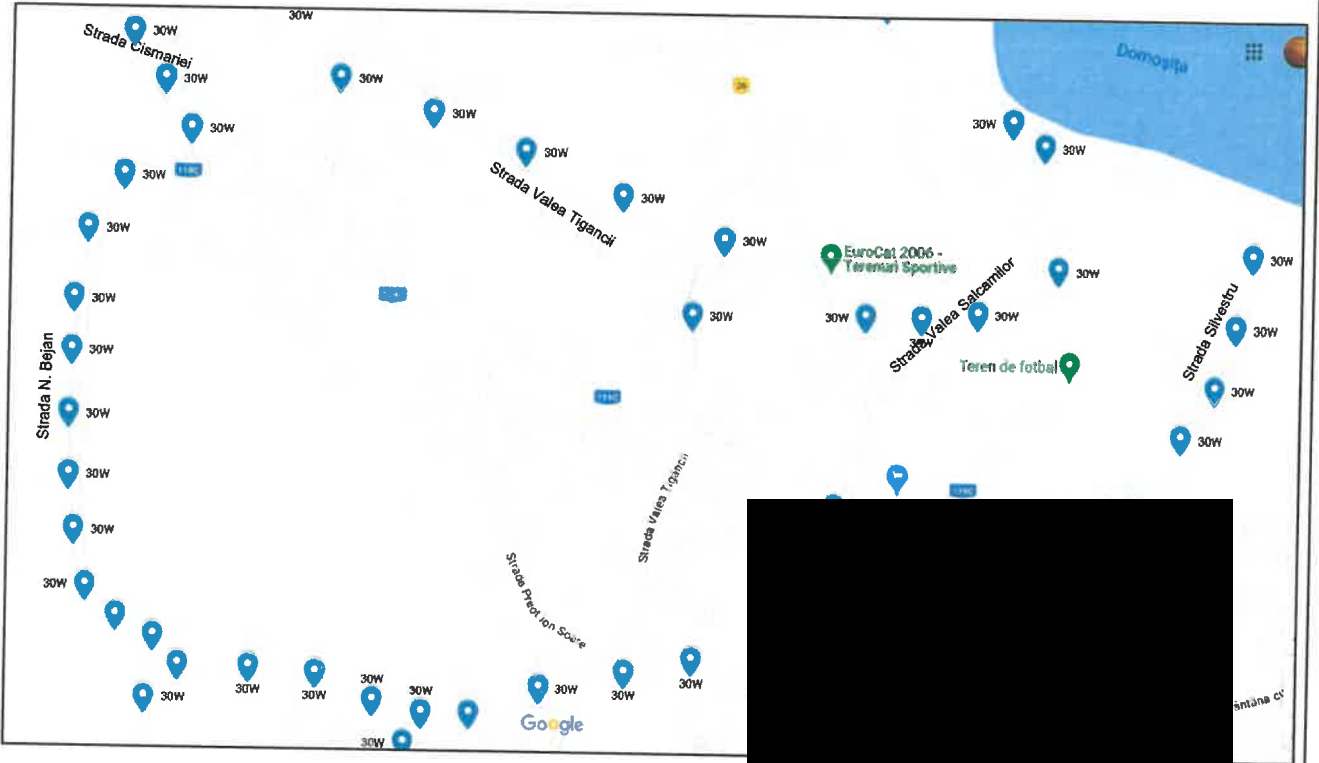 30W
30W
Strada Cismariei
30W
30W
30W
30W
Domoșița
30W
30W
30W
30W
30W
30W
Strada Valea Tigancii
30W
30W
30W
EuroCat 2006 -
Terenuri Sportive
30W
30W
30W
Strada Valea Salcamilor
30W
30W
30W
30W
Strada Silvestru
30W
Strada N. Bejan
Teren de fotbal
30W
30W
30W
30W
Strada Valea Tigancii
30W
Strada Preot Ion Soare
30W
30W
30W
30W
30W
30W
30W
30W
30W
30W
Google
30W